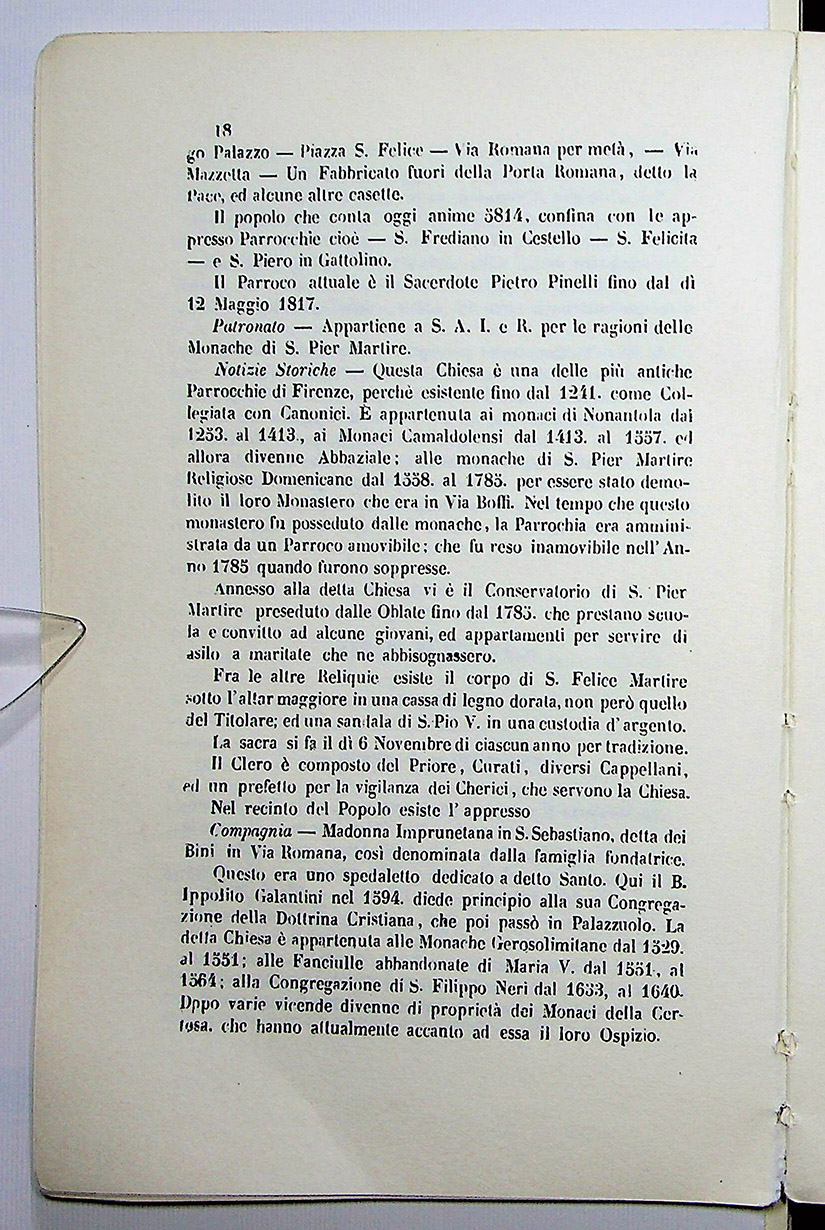 18
go Palazzo — Piazza S. Felice — Via Romana per metà, — Via
Mazzetta — Un Fabbricato fuori della Porta Romana, detto la
Pace, ed alcune altre casette.
Il popolo che conta oggi anime 5814, confina con le ap-
presso Parrocchie cioè — S. Frediano in Cestello — S. Felicita
— e S. Piero in Gattolino.
Il Parroco attuale è il Sacerdote Pietro Pinelli fino dal dì
12 Maggio 1817.
Patronato — Appartiene a S. A. I. e R. per le ragioni delle
Monache di S. Pier Martire.
Notizie Storiche — Questa Chiesa è una delle più antiche
Parrocchie di Firenze, perchè esistente fino dal 1241. come Col-
legiata con Canonici. È appartenuta ai monaci di Nonantola dal
1253. al 1413., ai Monaci Camaldolensi dal 1413. al 1557. ed
allora divenne Abbaziale; alle monache di S. Pier Martire
Religiose Domenicane dal 1558. al 1785. per essere stato demo-
lito il loro Monastero che era in Via Boffi. Nel tempo che questo
monastero fu posseduto dalle monache, la Parrochia era ammini-
strata da un Parroco amovibile; che fu reso inamovibile nell' An-
no 1785 quando furono soppresse.
Annesso alla detta Chiesa vi è il Conservatorio di S. Pier
Martire preseduto dalle Oblate fino dal 1785. che prestano scuo-
la e convitto ad alcune giovani, ed appartamenti per servire di
asilo a maritate che ne abbisognassero.
Fra le altre Reliquie esiste il corpo di S. Felice Martire
sotto l'altar maggiore in una cassa di legno dorata, non però quello
del Titolare; ed una sandala di S. Pio V. in una custodia d'argento.
La sacra si fa il dì 6 Novembre di ciascun anno per tradizione.
Il Clero è composto del Priore, Curati, diversi Cappellani,
ed un prefetto per la vigilanza dei Cherici, che servono la Chiesa.
Nel recinto del Popolo esiste l' appresso
Compagnia — Madonna Imprunetana in S. Sebastiano, detta dei
Bini in Via Romana, così denominata dalla famiglia fondatrice.
Questo era uno spedaletto dedicato a detto Santo. Qui il B.
Ippolito Galantini nel 1594. diede principio alla sua Congrega-
zione della Dottrina Cristiana, che poi passò in Palazzuolo. La
detta Chiesa è appartenuta alle Monache Gerosolimitane dal 1529.
al 1551; alle Fanciulle abbandonate di Maria V. dal 1551, al
1564; alla Congregazione di S. Filippo Neri dal 1633, al 1640.
Dopo varie vicende divenne di proprietà dei Monaci della Cer-
tosa, che hanno attualmente accanto ad essa il loro Ospizio.